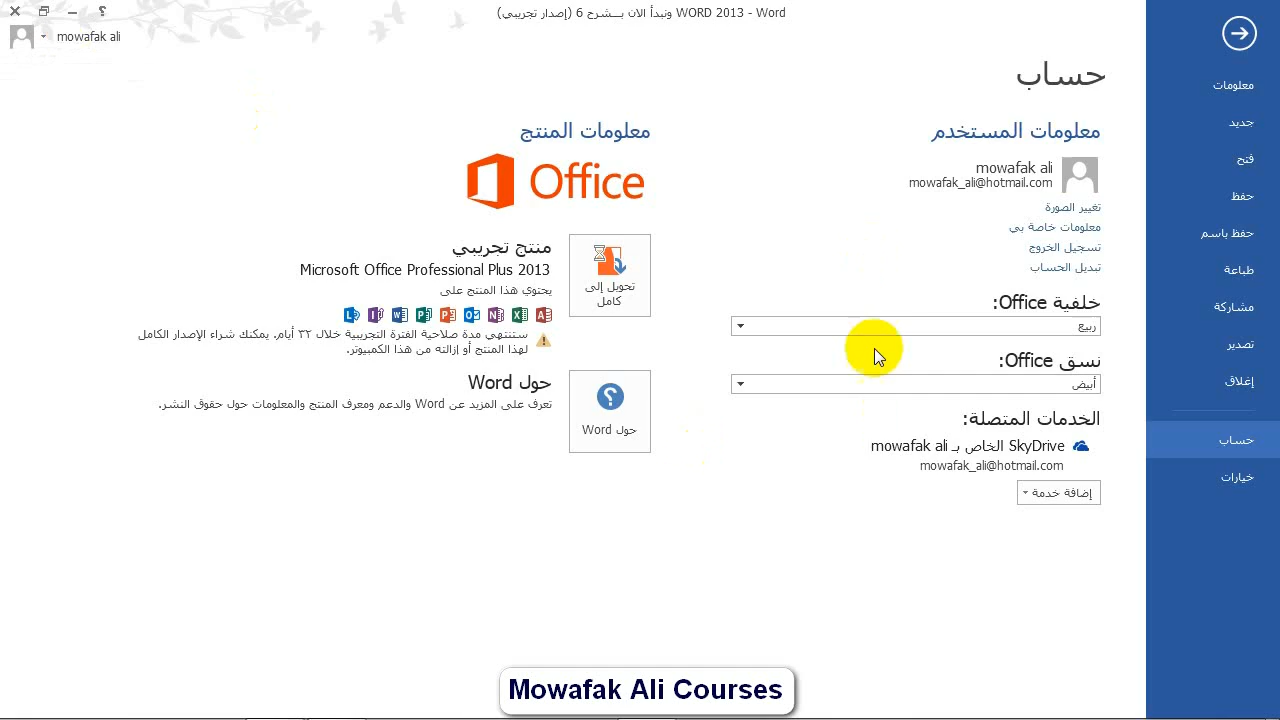 WORD 2013 ونبدأ الان بـــشرح 6 (إصدار تجريبي) - Word
?
mowafak ali
معلومات
جديد
فتح
حفظ
حفظ باسم
طباعة
مشاركة
تصدير
إغلاق
حساب
خيارات
حساب
معلومات المستخدم
mowafak ali
mowafak_ali@hotmail.com
تغيير الصورة
معلومات خاصة بي
تسجيل الخروج
تبديل الحساب
خلفية Office:
ربيع
نسق Office:
أبيض
الخدمات المتصلة:
SkyDrive الخاص بـ mowafak ali
mowafak_ali@hotmail.com
إضافة خدمة
معلومات المنتج
Office
منتج تجريبي
Microsoft Office Professional Plus 2013
يحتوي هذا المنتج على
ستنتهي مدة صلاحية الفترة التجريبية خلال ٣٢ أيام. يمكنك شراء الإصدار الكامل
لهذا المنتج أو إزالته من هذا الكمبيوتر.
تحويل إلى
كامل
حول Word
تعرف على المزيد عن Word والدعم ومعرف المنتج والمعلومات حول حقوق النشر.
حول Word
Mowafak Ali Courses